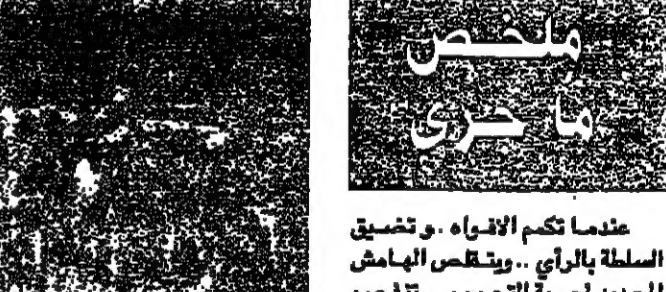 ملخص
ما جرى
عندما تكمم الافواه .. و تضيق
السلطة بالرأي .. ويتقلص الهامش